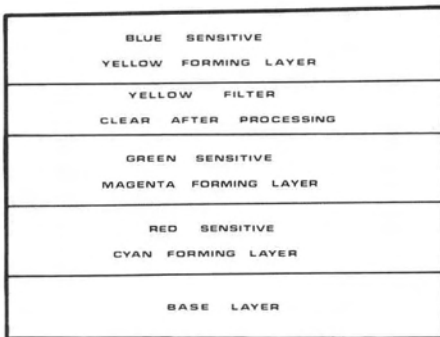 BLUE SENSITIVE
YELLOW FORMING LAYER
YELLOW FILTER
CLEAR AFTER PROCESSING
GREEN SENSITIVE
MAGENTA FORMING LAYER
RED SENSITIVE
CYAN FORMING LAYER
BASE LAYER